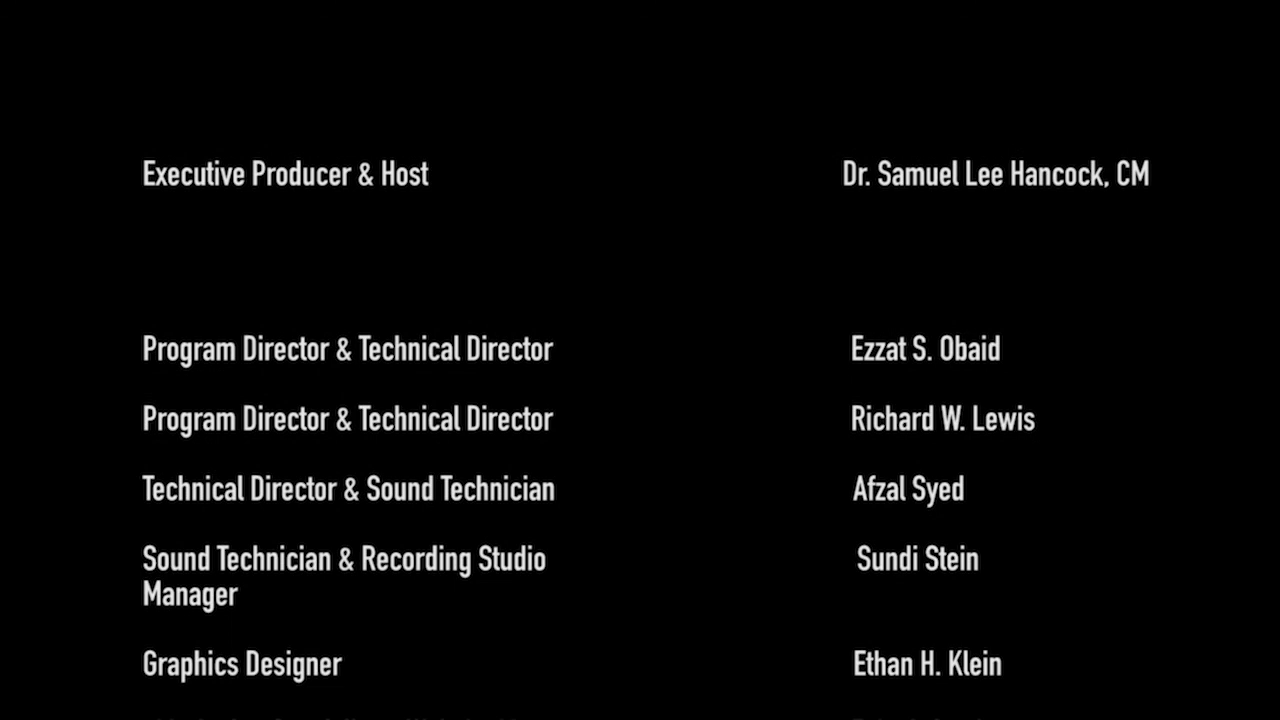 Executive Producer & Host Dr. Samuel Lee Hancock, CM
Program Director & Technical Director Ezzat S. Obaid
Program Director & Technical Director Richard W. Lewis
Technical Director & Sound Technician Afzal Syed
Sound Technician & Recording Studio Sundi Stein
Manager
Graphics Designer Ethan H. Klein